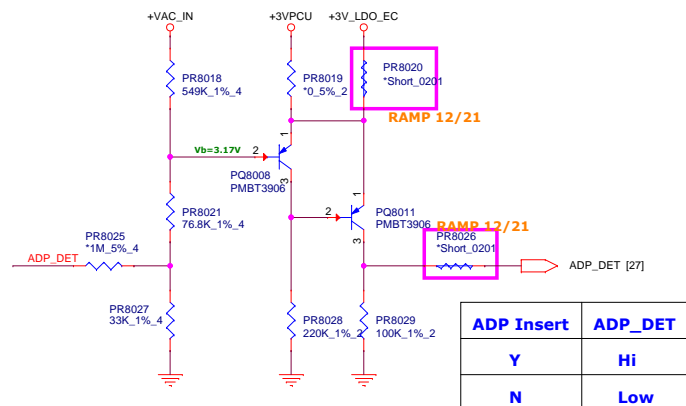 +VAC_IN
+3VPCU
+3V_LDO_EC
PR8018
549K_1%_4
PR8019
*0_5%_2
PR8020
*Short_0201
RAMP 12/21
Vb=3.17V
2
1
3
PQ8008
PMBT3906
PR8021
76.8K_1%_4
2
1
3
PQ8011
PMBT3906
RAMP 12/21
PR8025
*1M_5%_4
ADP_DET
PR8026
*Short_0201
ADP_DET [27]
PR8027
33K_1%_4
PR8028
220K_1%_2
PR8029
100K_1%_2
ADP Insert ADP_DET
Y Hi
N Low